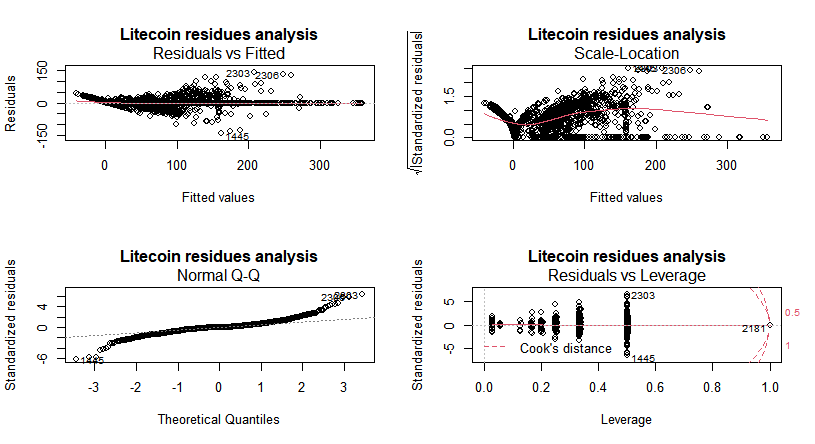 Litecoin residues analysis
Residuals vs Fitted
Residuals
-150
0
150
2303
2306
1445
0
100
200
300
Fitted values
Litecoin residues analysis
Scale-Location
√|Standardized residuals|
0.0
1.5
2306
0
100
200
300
Fitted values
Litecoin residues analysis
Normal Q-Q
Standardized residuals
-6
0
4
2303
1445
-3
-2
-1
0
1
2
3
Theoretical Quantiles
Litecoin residues analysis
Residuals vs Leverage
Standardized residuals
-5
0
5
2303
2181
1445
Cook's distance
0.5
1
0.0
0.2
0.4
0.6
0.8
1.0
Leverage